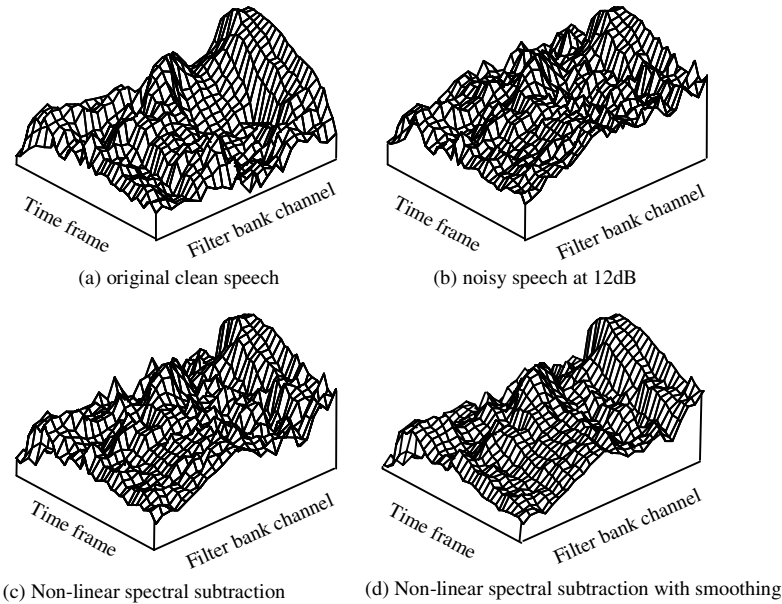 Time frame
Filter bank channel
(a) original clean speech
Time frame
Filter bank channel
(b) noisy speech at 12dB
Time frame
Filter bank channel
(c) Non-linear spectral subtraction
Time frame
Filter bank channel
(d) Non-linear spectral subtraction with smoothing